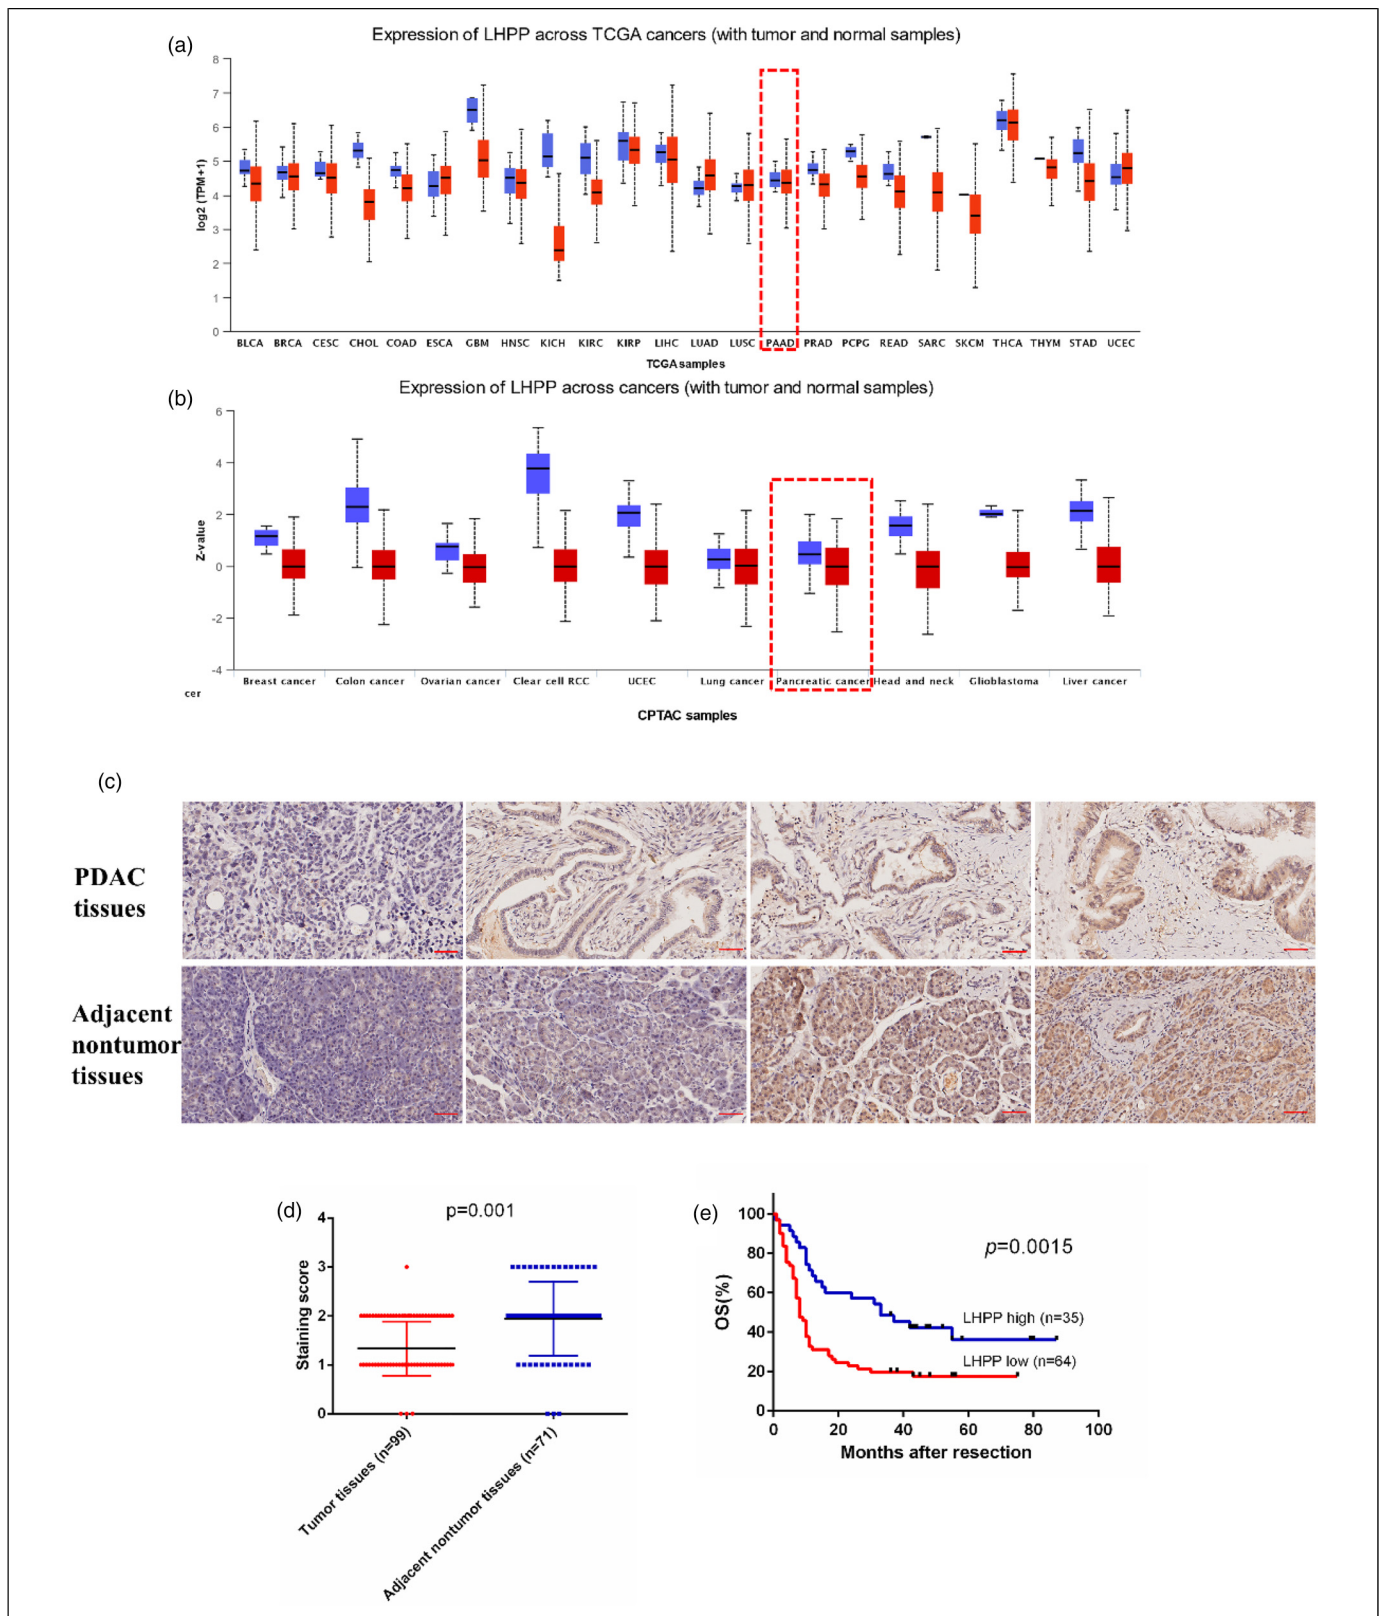 (a)
Expression of LHPP across TCGA cancers (with tumor and normal samples)
8
7
6
5
4
3
2
1
0
log2 (TPM+1)
BLCA BRCA CESC CHOL COAD ESCA GBM HNSC KICH KIRC KIRP LIHC LUAD LUSC PAAD PRAD PCPG READ SARC SKCM THCA THYM STAD UCEC
TCGA samples
(b)
Expression of LHPP across cancers (with tumor and normal samples)
6
4
2
0
-2
-4
Z-value
Breast cancer Colon cancer Ovarian cancer Clear cell RCC UCEC Lung cancer Pancreatic cancer Head and neck Glioblastoma Liver cancer
cer
CPTAC samples
(c)
PDAC
tissues
Adjacent
nontumor
tissues
(d)
p=0.001
4
3
2
1
0
Staining score
Tumor tissues (n=99)
Adjacent nontumor tissues (n=71)
(e)
p=0.0015
100
80
60
40
20
0
OS(%)
LHPP high (n=35)
LHPP low (n=64)
0 20 40 60 80 100
Months after resection